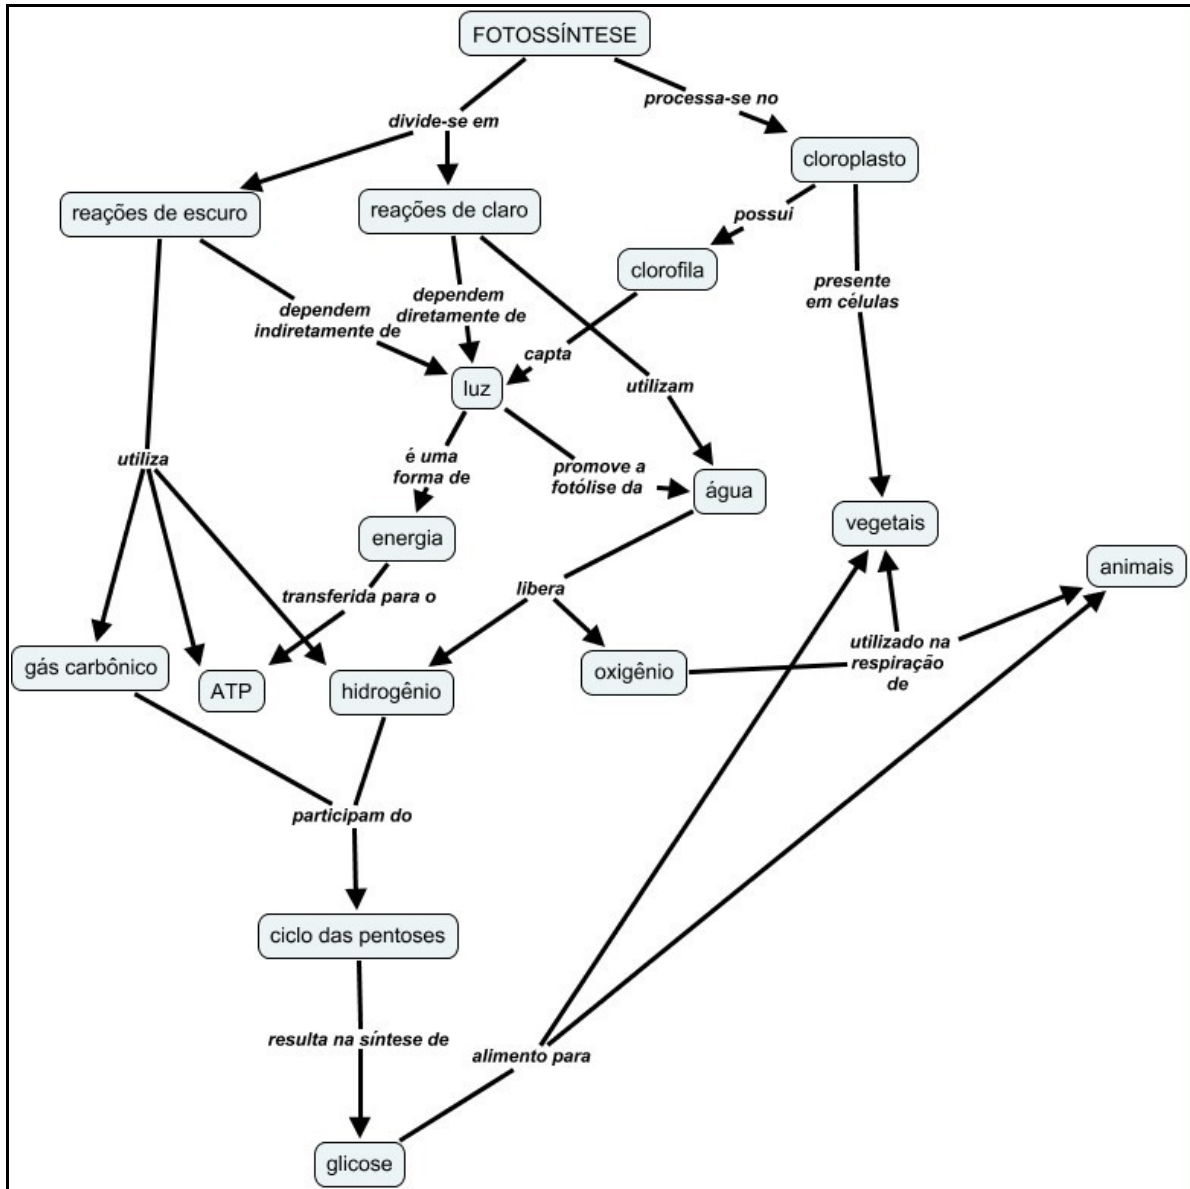 FOTOSSÍNTESE
processa-se no
divide-se em
cloroplasto
reações de escuro
reações de claro
possui
clorofila
presente
em células
dependem
indiretamente de
dependem
diretamente de
capta
luz
utilizam
utiliza
é uma
forma de
promove a
fotólise da
água
vegetais
energia
animais
transferida para o
libera
gás carbônico
ATP
hidrogênio
oxigênio
utilizado na
respiração
de
participam do
ciclo das pentoses
resulta na síntese de
alimento para
glicose